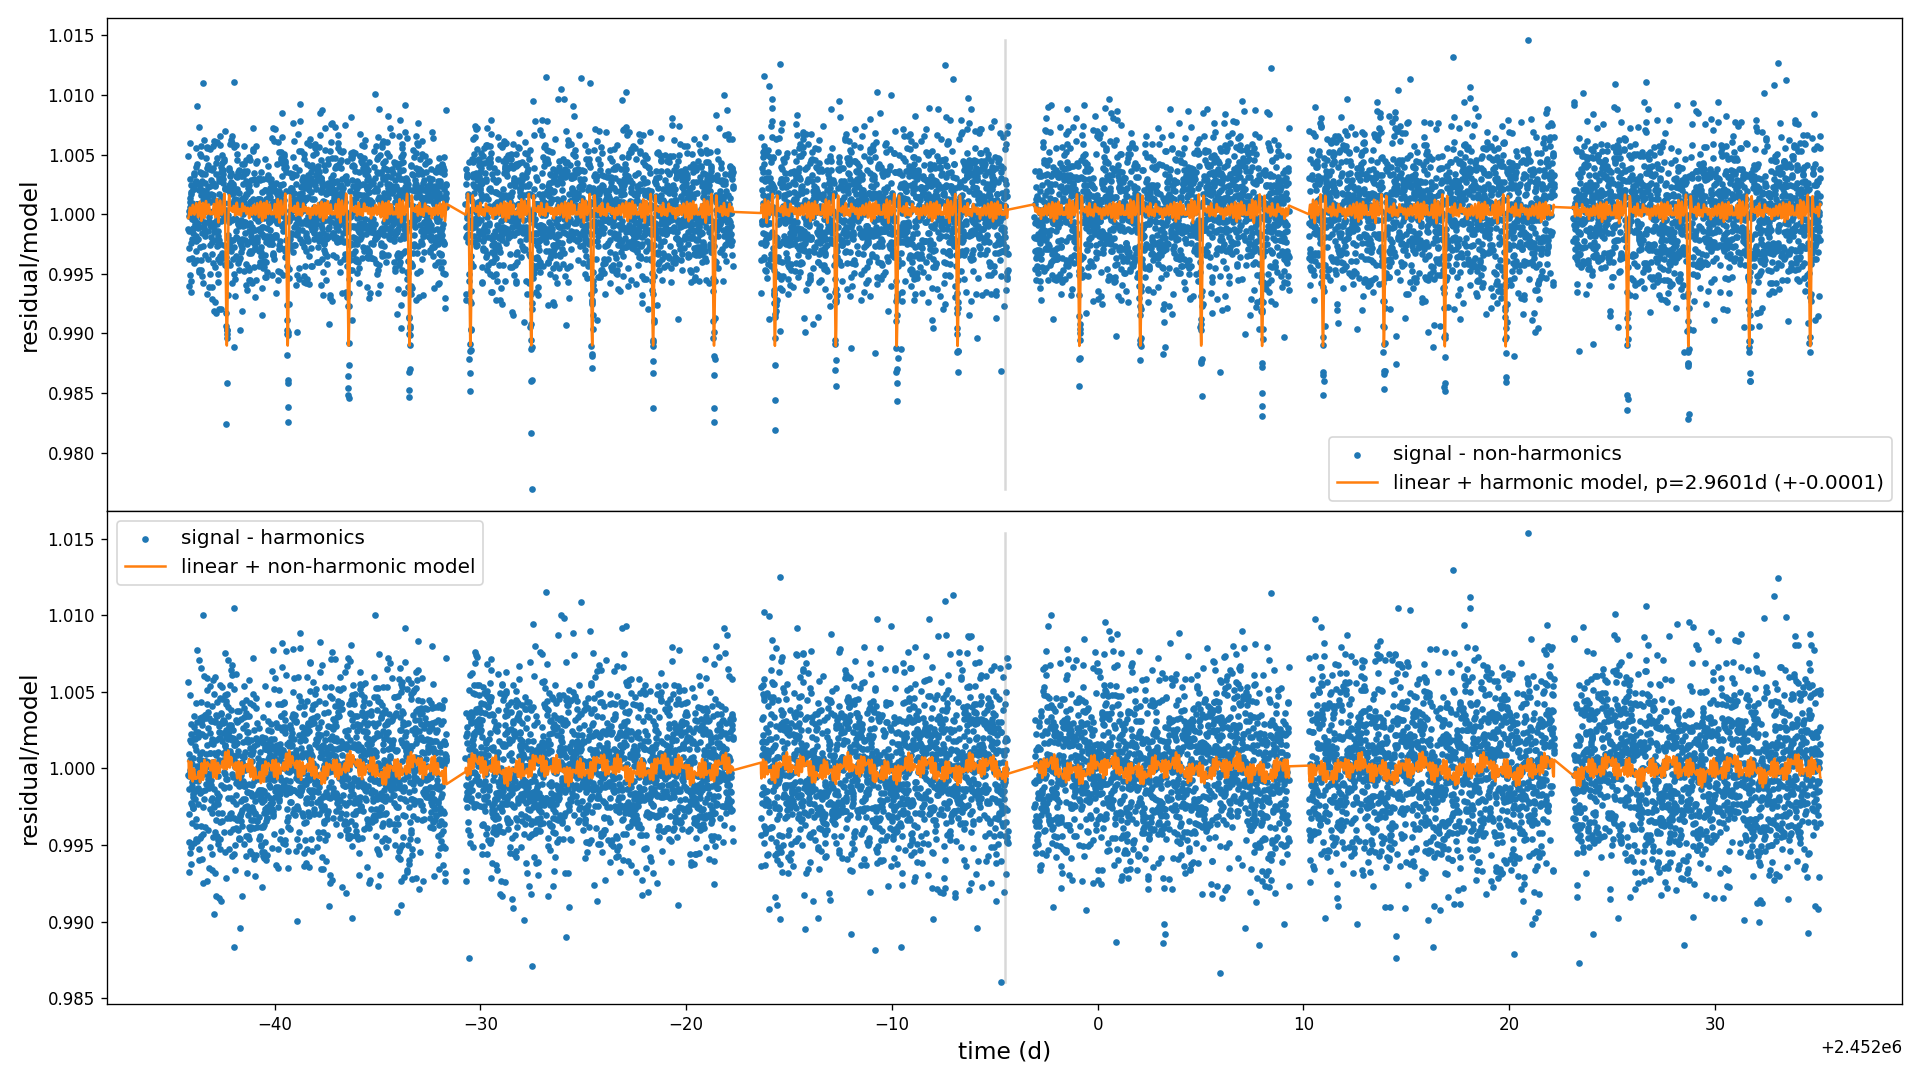 1.015
1.010
1.005
1.000
0.995
0.990
0.985
0.980
residual/model
signal - non-harmonics
linear + harmonic model, p=2.9601d (+-0.0001)
signal - harmonics
linear + non-harmonic model
1.015
1.010
1.005
1.000
0.995
0.990
0.985
residual/model
−40 −30 −20 −10 0 10 20 30
time (d)
+2.452e6